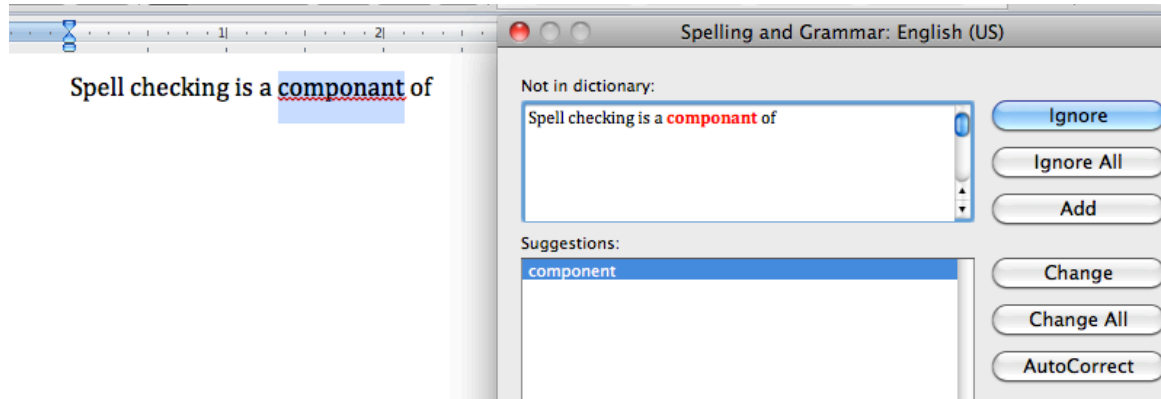 1
2
Spelling and Grammar: English (US)
Spell checking is a componant of
Not in dictionary:
Spell checking is a componant of
Ignore
Ignore All
Add
Suggestions:
component
Change
Change All
AutoCorrect